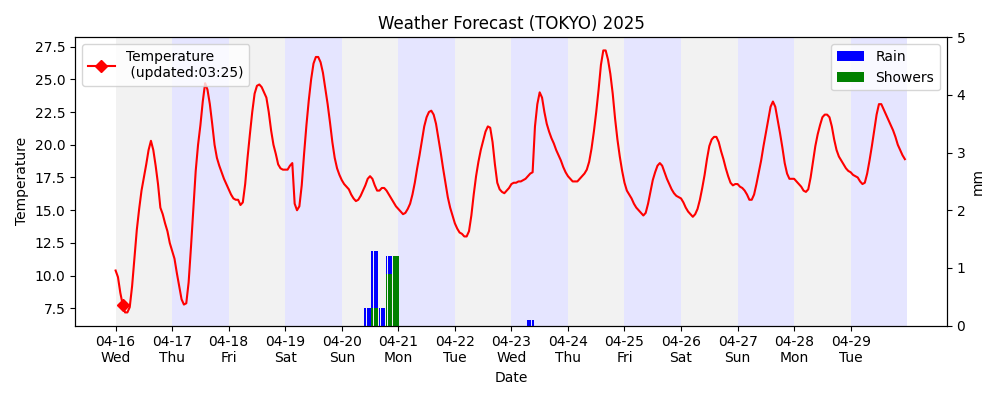 Weather Forecast (TOKYO) 2025
Temperature
(updated:03:25)
Rain
Showers
Temperature
27.5
25.0
22.5
20.0
17.5
15.0
12.5
10.0
7.5
5
4
3
2
1
0
mm
04-16 04-17 04-18 04-19 04-20 04-21 04-22 04-23 04-24 04-25 04-26 04-27 04-28 04-29
Wed Thu Fri Sat Sun Mon Tue Wed Thu Fri Sat Sun Mon Tue
Date